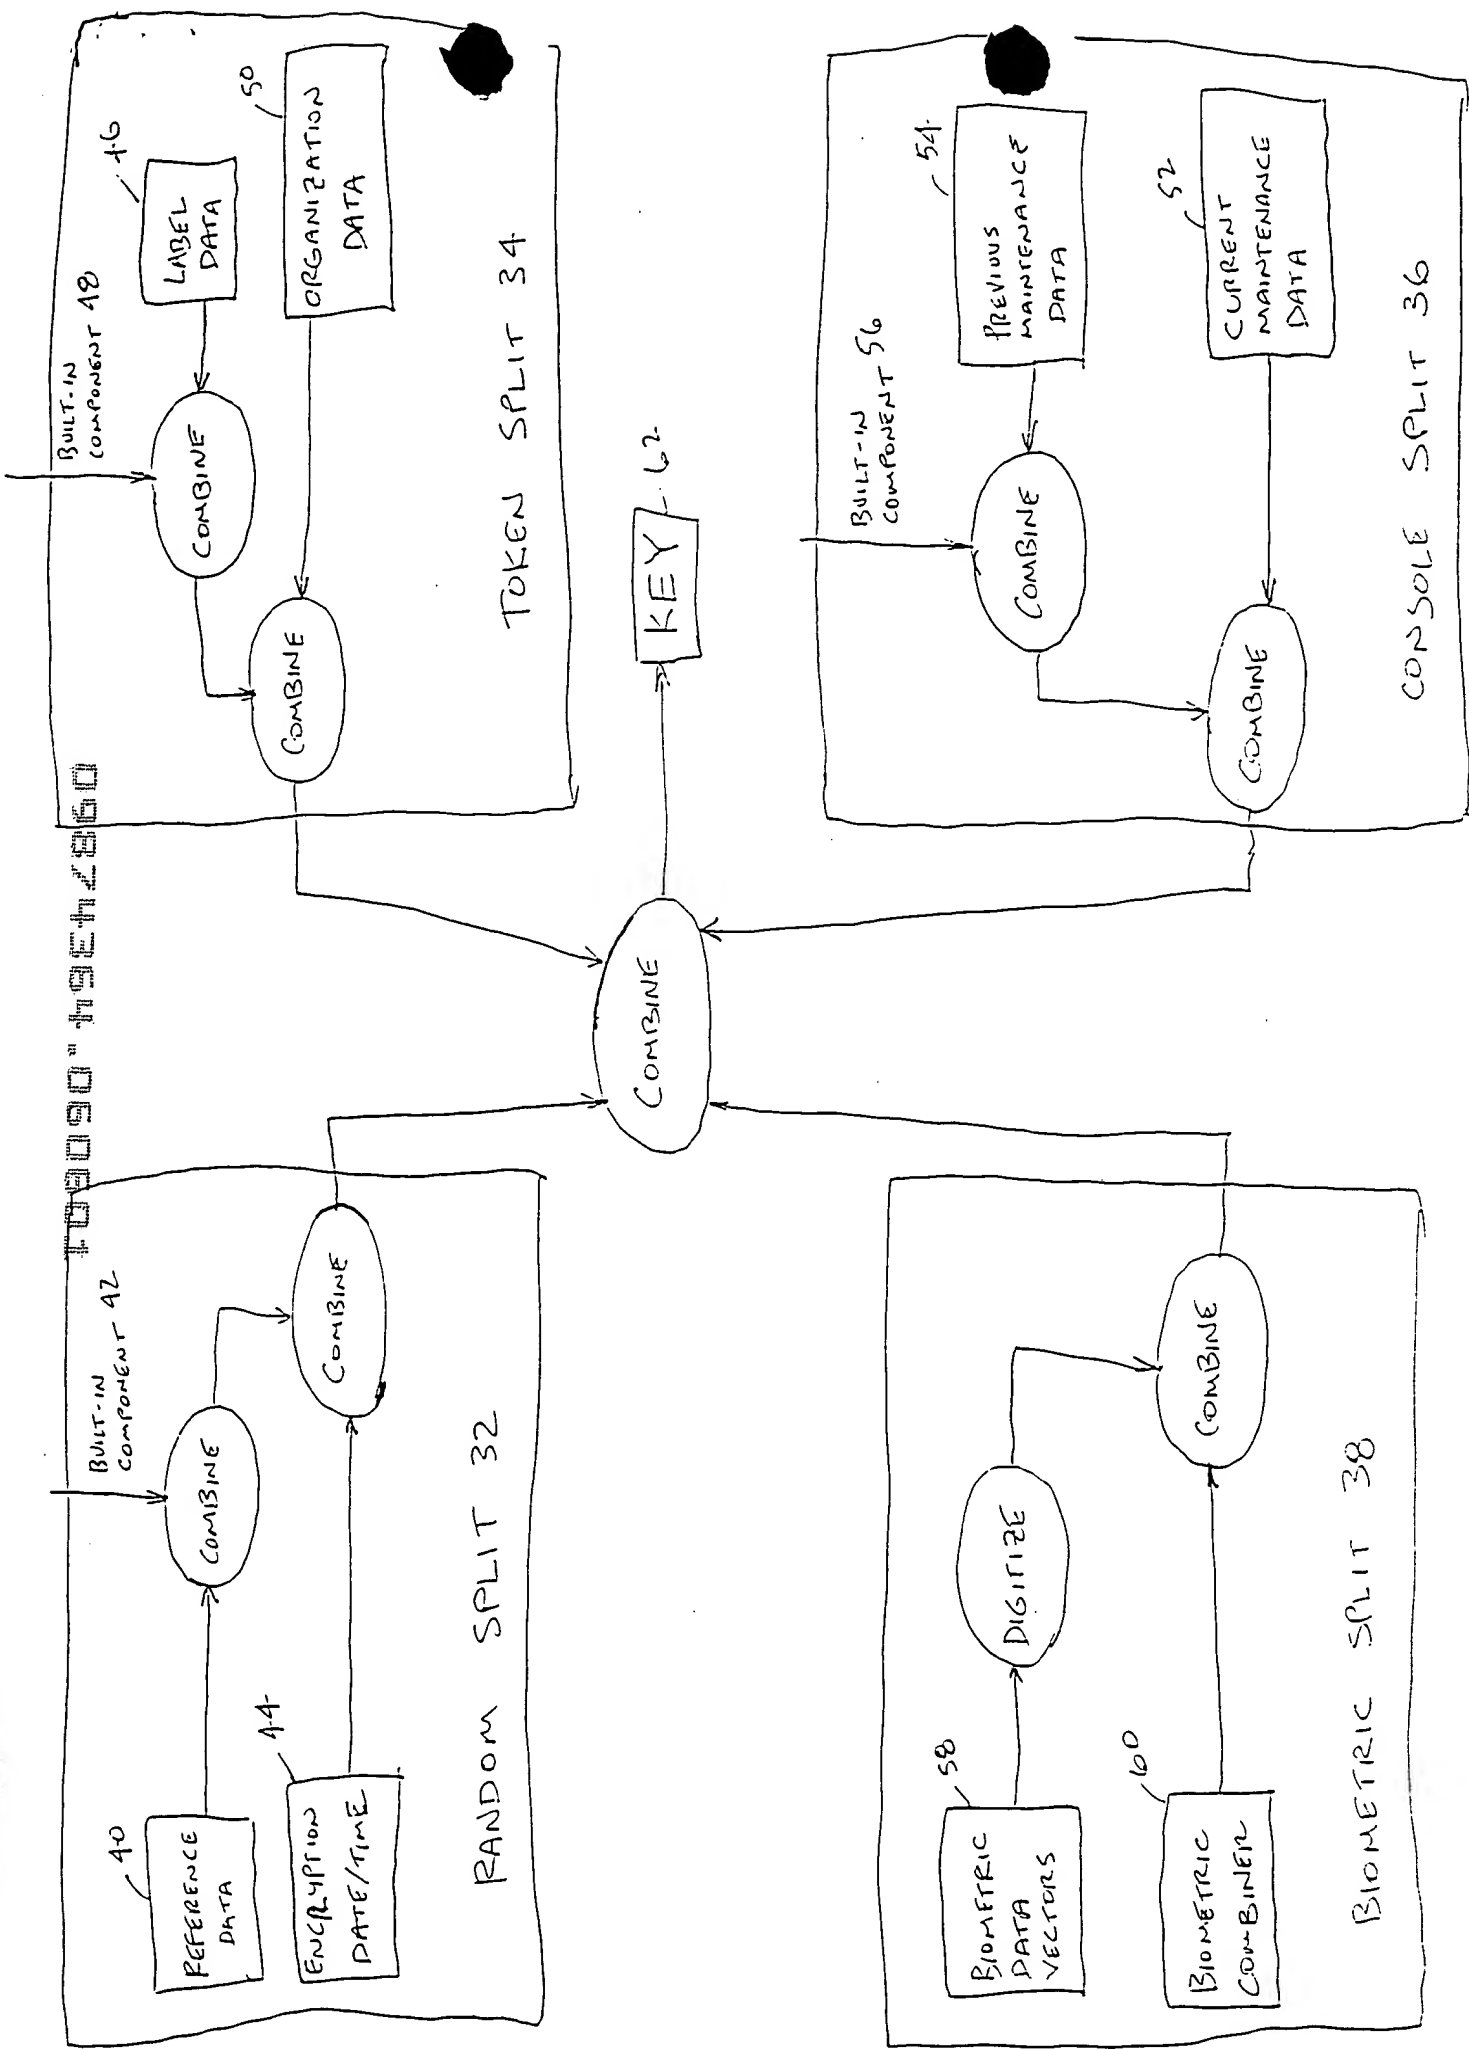 T08090." 49347860
BUILT-IN
COMPONENT 42
40
REFERENCE
DATA
COMBINE
44
ENCRYPTION
DATE/TIME
COMBINE
RANDOM SPLIT 32
BUILT-IN
COMPONENT 48
46
LABEL
DATA
COMBINE
50
ORGANIZATION
DATA
COMBINE
TOKEN SPLIT 34
COMBINE
KEY
62
58
BIOMETRIC
DATA
VECTORS
DIGITIZE
60
BIOMETRIC
COMBINER
COMBINE
BIOMETRIC SPLIT 38
BUILT-IN
COMPONENT 56
54
PREVIOUS
MAINTENANCE
DATA
COMBINE
52
CURRENT
MAINTENANCE
DATA
COMBINE
CONSOLE SPLIT 36